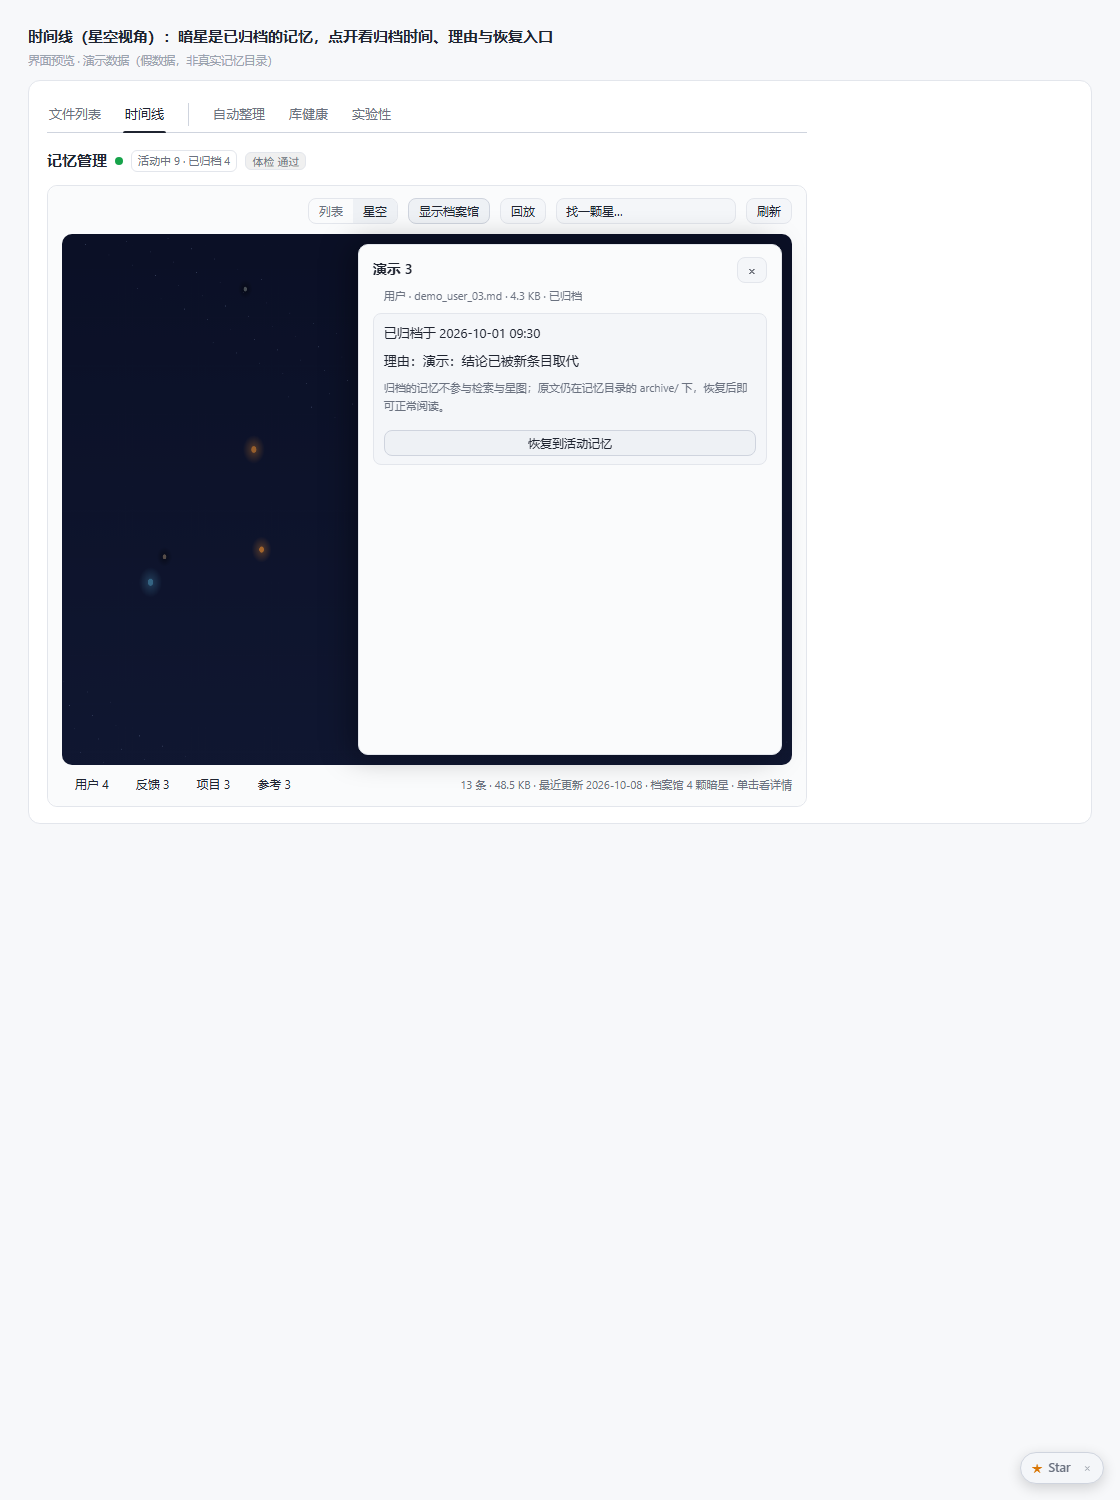 时间线（星空视角）：暗星是已归档的记忆，点开看归档时间、理由与恢复入口
界面预览 · 演示数据（假数据，非真实记忆目录）
文件列表 时间线 自动整理 库健康 实验性
记忆管理 活动中 9 · 已归档 4 体检 通过
列表 星空 显示档案馆 回放 找一颗星... 刷新
演示 3 ×
用户 · demo_user_03.md · 4.3 KB · 已归档
已归档于 2026-10-01 09:30
理由：演示：结论已被新条目取代
归档的记忆不参与检索与星图；原文仍在记忆目录的 archive/ 下，恢复后即
可正常阅读。
恢复到活动记忆
用户 4 反馈 3 项目 3 参考 3 13 条 · 48.5 KB · 最近更新 2026-10-08 · 档案馆 4 颗暗星 · 单击看详情
★ Star ×